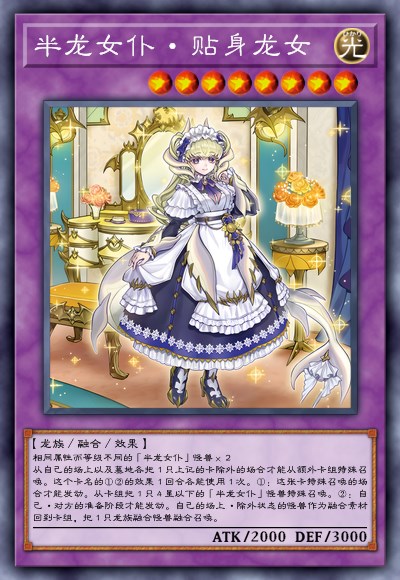 半龙女仆·贴身龙女
光
ひかり
【龙族/融合/效果】
相同属性而等级不同的「半龙女仆」怪兽×2
从自己的场上以及墓地各把1只上记的卡除外的场合才能从额外卡组特殊召
唤。这个卡名的①②的效果1回合各能使用1次。①：这张卡特殊召唤的场
合才能发动。从卡组把1只4星以下的「半龙女仆」怪兽特殊召唤。②：自
己·对方的准备阶段才能发动。自己的场上·除外状态的怪兽作为融合素材
回到卡组，把1只龙族融合怪兽融合召唤。
ATK/2000 DEF/3000